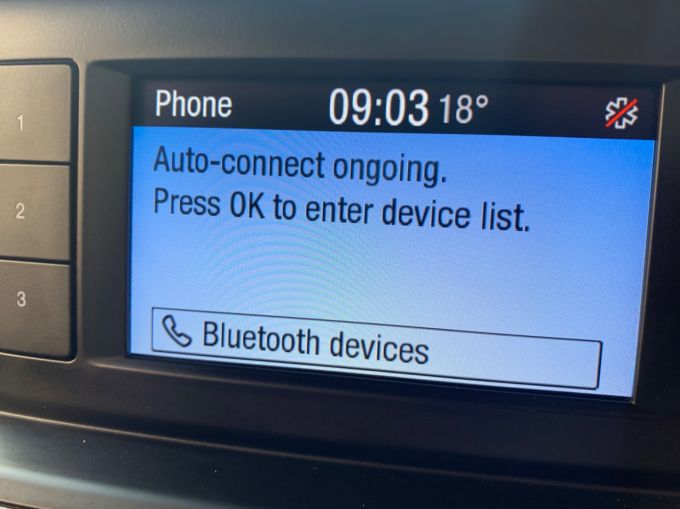 Phone 09:03 18°
Auto-connect ongoing.
Press OK to enter device list.
Bluetooth devices
1
2
3